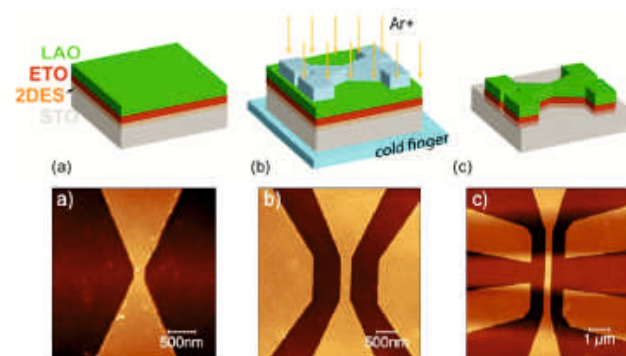 Ar+
LAO
ETO
2DES
STO
cold finger
(a)
(b)
(c)
a)
b)
c)
500nm
500nm
1 μm